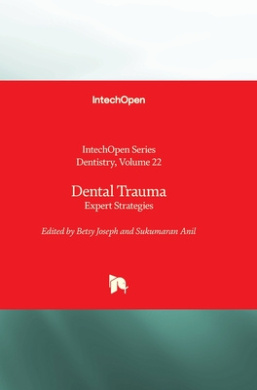 IntechOpen
IntechOpen Series
Dentistry, Volume 22
Dental Trauma
Expert Strategies
Edited by Betsy Joseph and Sukumaran Anil